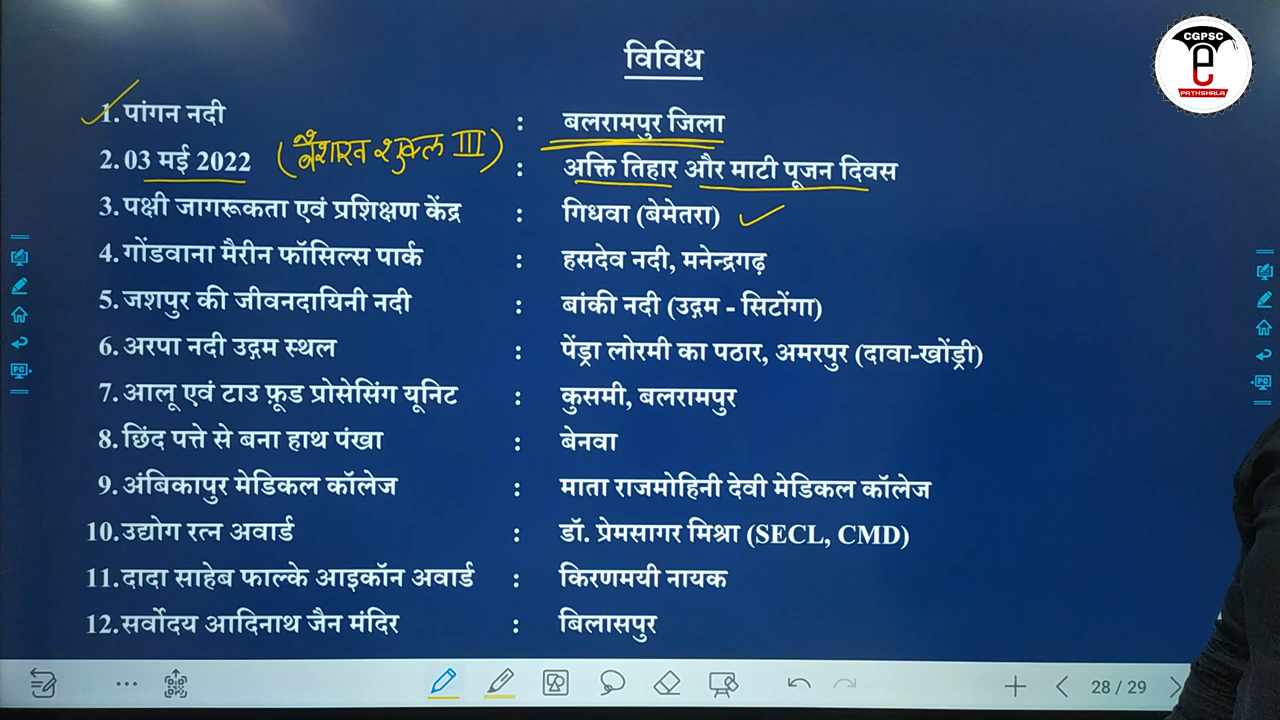 CGPSC
e
PATHSHALA
विविध
1. पांगन नदी : बलरामपुर जिला
2. 03 मई 2022 (वैशाख शुक्ल III) : अक्ति तिहार और माटी पूजन दिवस
3. पक्षी जागरूकता एवं प्रशिक्षण केंद्र : गिधवा (बेमेतरा)
4. गोंडवाना मैरीन फॉसिल्स पार्क : हसदेव नदी, मनेन्द्रगढ़
5. जशपुर की जीवनदायिनी नदी : बांकी नदी (उद्गम - सिटोंगा)
6. अरपा नदी उद्गम स्थल : पेंड्रा लोरमी का पठार, अमरपुर (दावा-खोंड्री)
7. आलू एवं टाउ फ़ूड प्रोसेसिंग यूनिट : कुसमी, बलरामपुर
8. छिंद पत्ते से बना हाथ पंखा : बेनवा
9. अंबिकापुर मेडिकल कॉलेज : माता राजमोहिनी देवी मेडिकल कॉलेज
10. उद्योग रत्न अवार्ड : डॉ. प्रेमसागर मिश्रा (SECL, CMD)
11. दादा साहेब फाल्के आइकॉन अवार्ड : किरणमयी नायक
12. सर्वोदय आदिनाथ जैन मंदिर : बिलासपुर
28 / 29